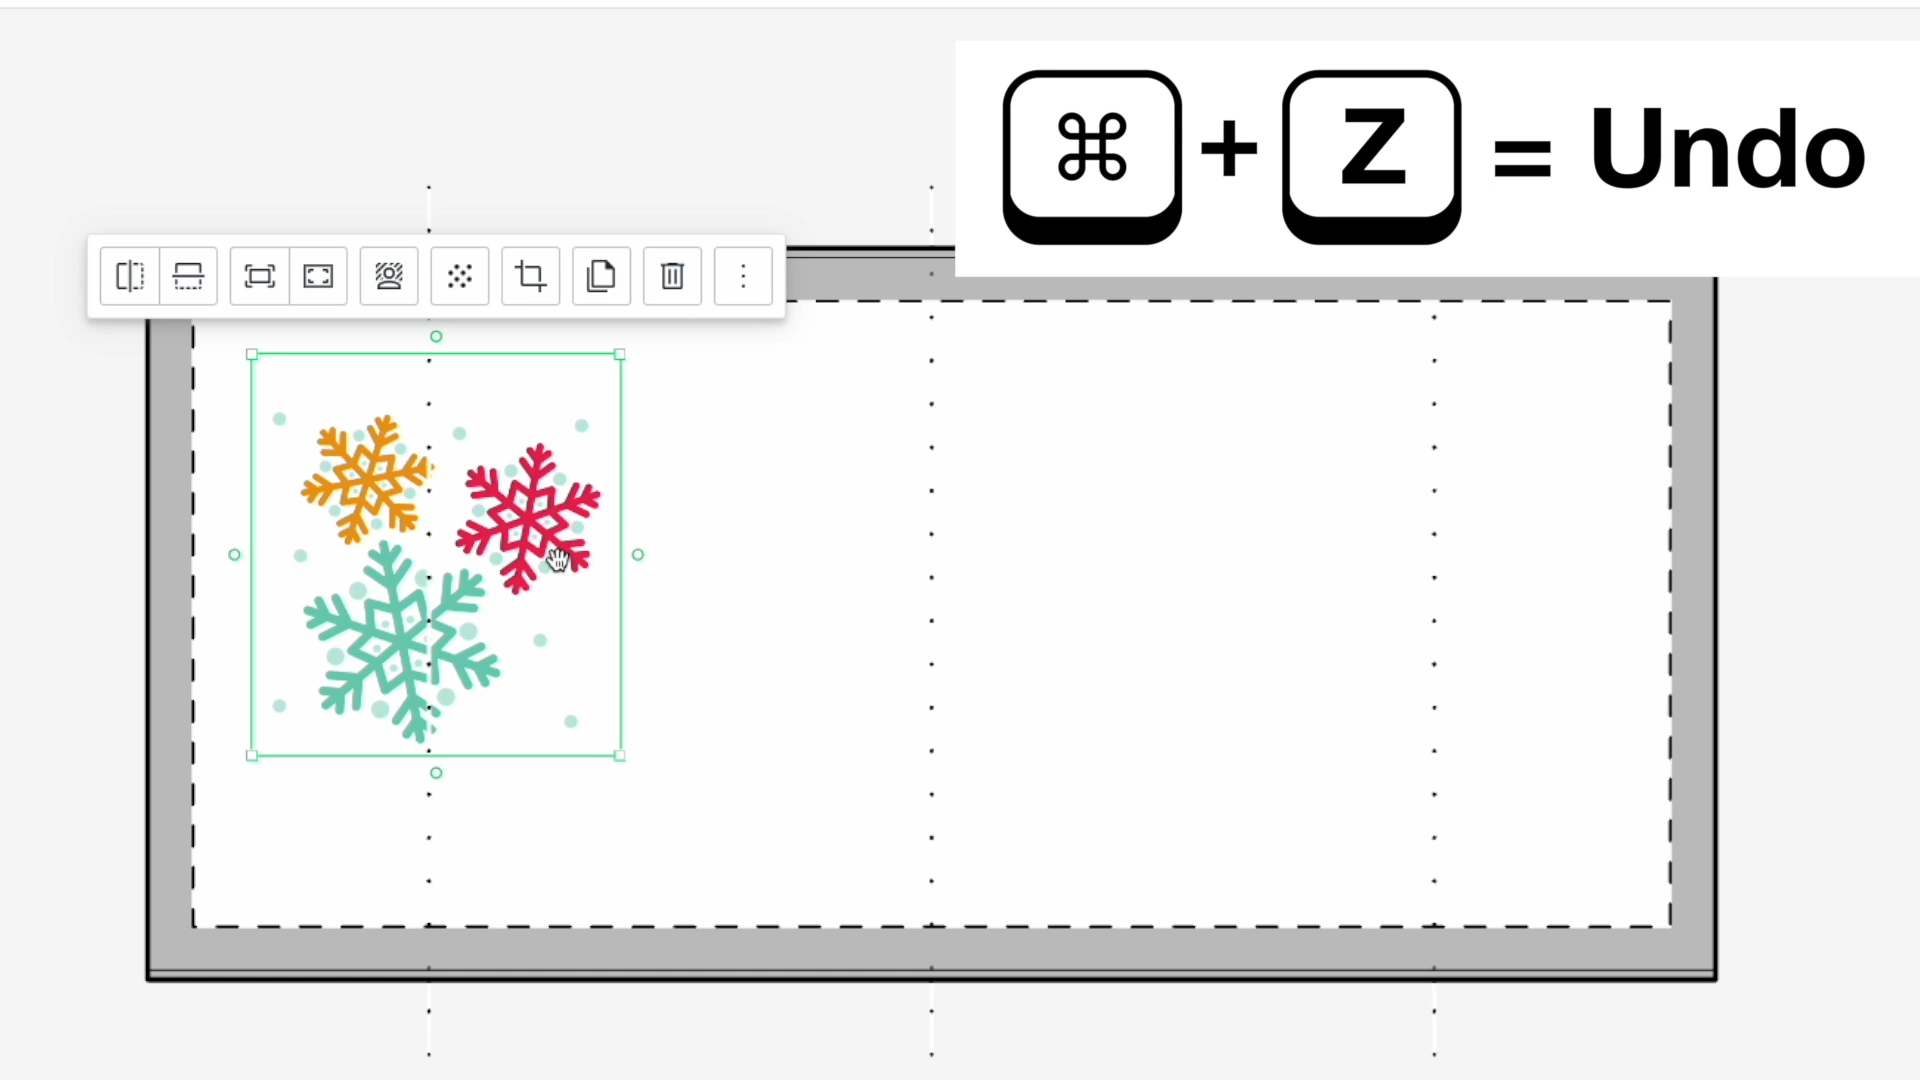 ⌘ + Z = Undo